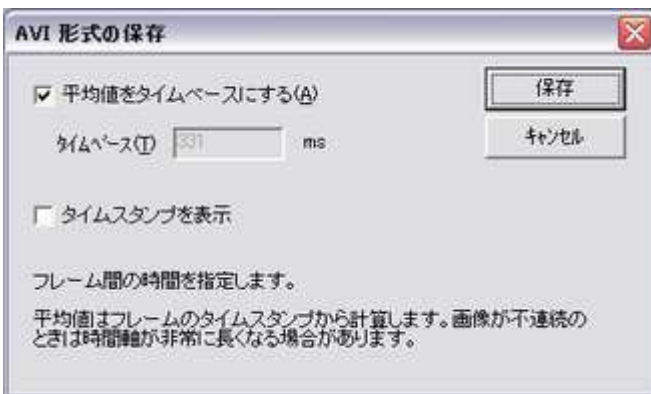 AVI 形式の保存
平均値をタイムベースにする(A)
保存
タイムベース(T) 331 ms
キャンセル
タイムスタンプを表示
フレーム間の時間を指定します。
平均値はフレームのタイムスタンプから計算します。画像が不連続の
ときは時間軸が非常に長くなる場合があります。